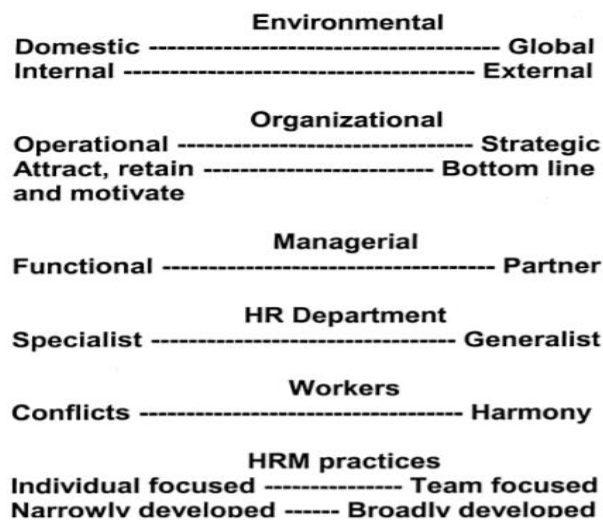 Environmental
Domestic -------------------------------------- Global
Internal -------------------------------------- External
Organizational
Operational -------------------------------- Strategic
Attract, retain ------------------------- Bottom line
and motivate
Managerial
Functional ------------------------------------ Partner
HR Department
Specialist --------------------------------- Generalist
Workers
Conflicts ----------------------------------- Harmony
HRM practices
Individual focused --------------- Team focused
Narrowly developed ------ Broadly developed